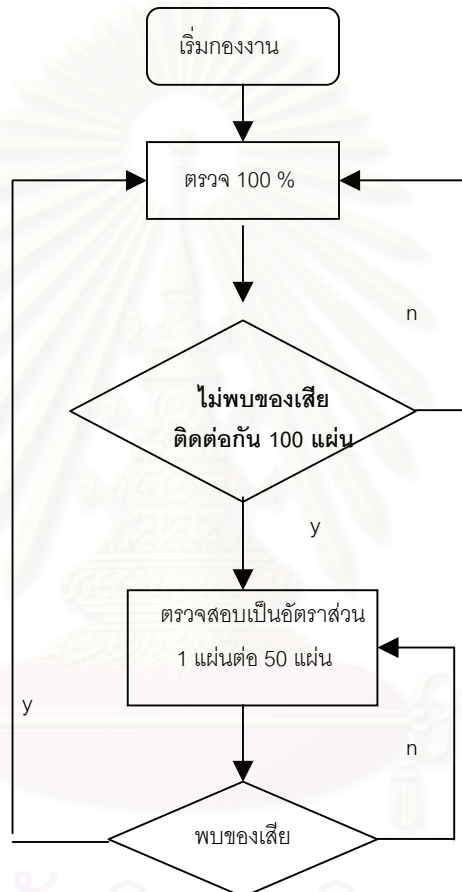 เริ่มกองงาน
ตรวจ 100 %
n
ไม่พบของเสีย
ติดต่อกัน 100 แผ่น
y
ตรวจสอบเป็นอัตราส่วน
1 แผ่นต่อ 50 แผ่น
y
n
พบของเสีย